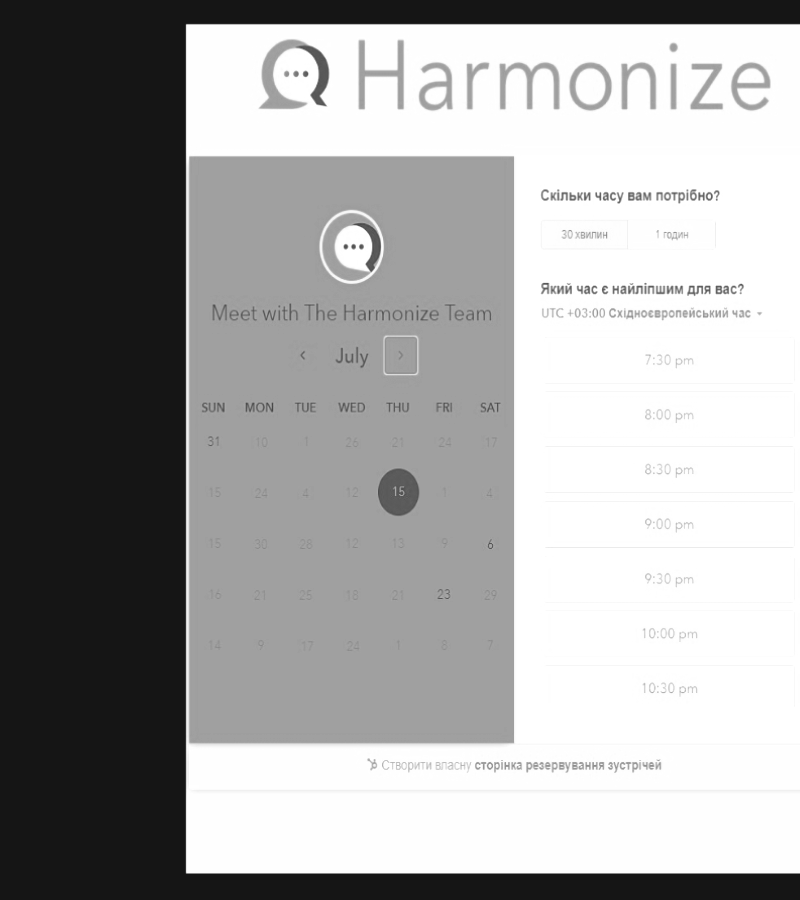 Harmonize
Meet with The Harmonize Team
July
SUN MON TUE WED THU FRI SAT
31 10 1 26 21 24 17
15 24 4 12 15 1 4
15 30 28 12 13 9 6
16 21 25 18 21 23 29
14 9 17 24 1 8 7
Скільки часу вам потрібно?
30 хвилин 1 годин
Який час є найліпшим для вас?
UTC +03:00 Східноєвропейський час
7:30 pm
8:00 pm
8:30 pm
9:00 pm
9:30 pm
10:00 pm
10:30 pm
Створити власну сторінка резервування зустрічей